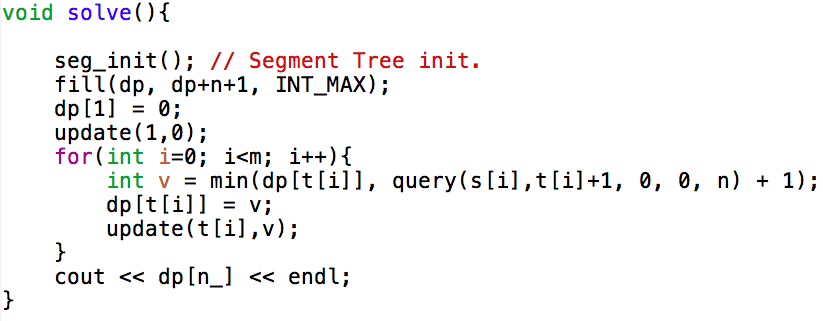 void solve(){
    seg_init(); // Segment Tree init.
    fill(dp, dp+n+1, INT_MAX);
    dp[1] = 0;
    update(1,0);
    for(int i=0; i<m; i++){
        int v = min(dp[t[i]], query(s[i],t[i]+1, 0, 0, n) + 1);
        dp[t[i]] = v;
        update(t[i],v);
    }
    cout << dp[n_] << endl;
}